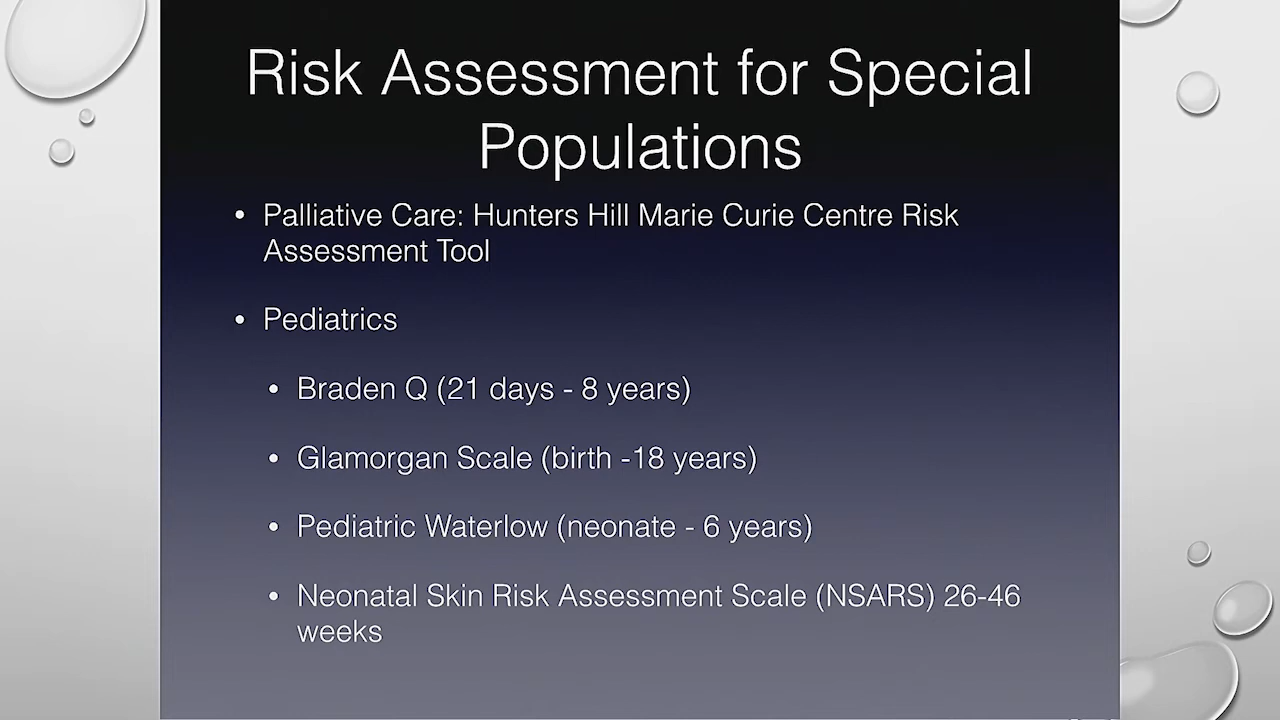 Risk Assessment for Special
Populations
• Palliative Care: Hunters Hill Marie Curie Centre Risk
Assessment Tool
• Pediatrics
• Braden Q (21 days - 8 years)
• Glamorgan Scale (birth -18 years)
• Pediatric Waterlow (neonate - 6 years)
• Neonatal Skin Risk Assessment Scale (NSARS) 26-46
weeks